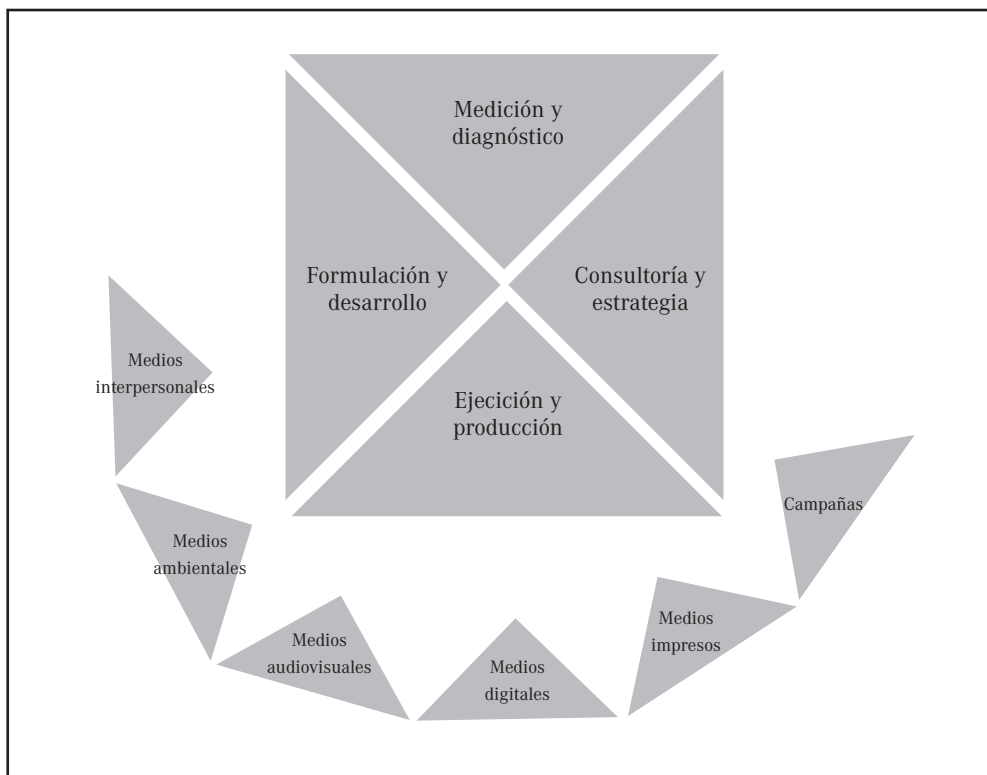 Medición y
diagnóstico
Formulación y
desarrollo
Consultoría y
estrategia
Ejecición y
producción
Medios
interpersonales
Medios
ambientales
Medios
audiovisuales
Medios
digitales
Medios
impresos
Campañas